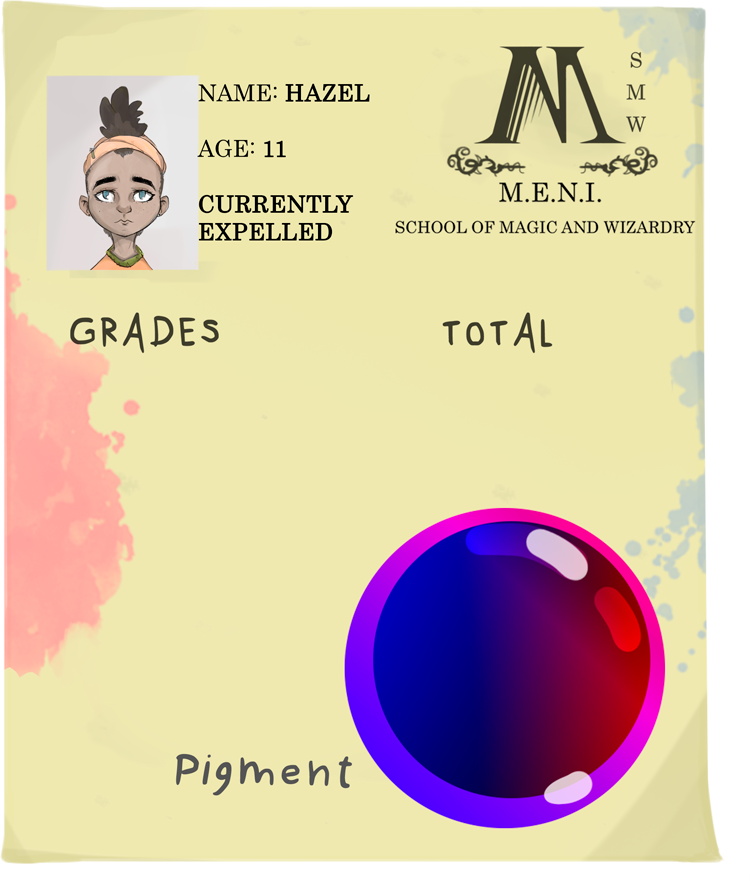 NAME: HAZEL
AGE: 11
CURRENTLY
EXPELLED
M
S
M
W
M.E.N.I.
SCHOOL OF MAGIC AND WIZARDRY
GRADES
TOTAL
Pigment